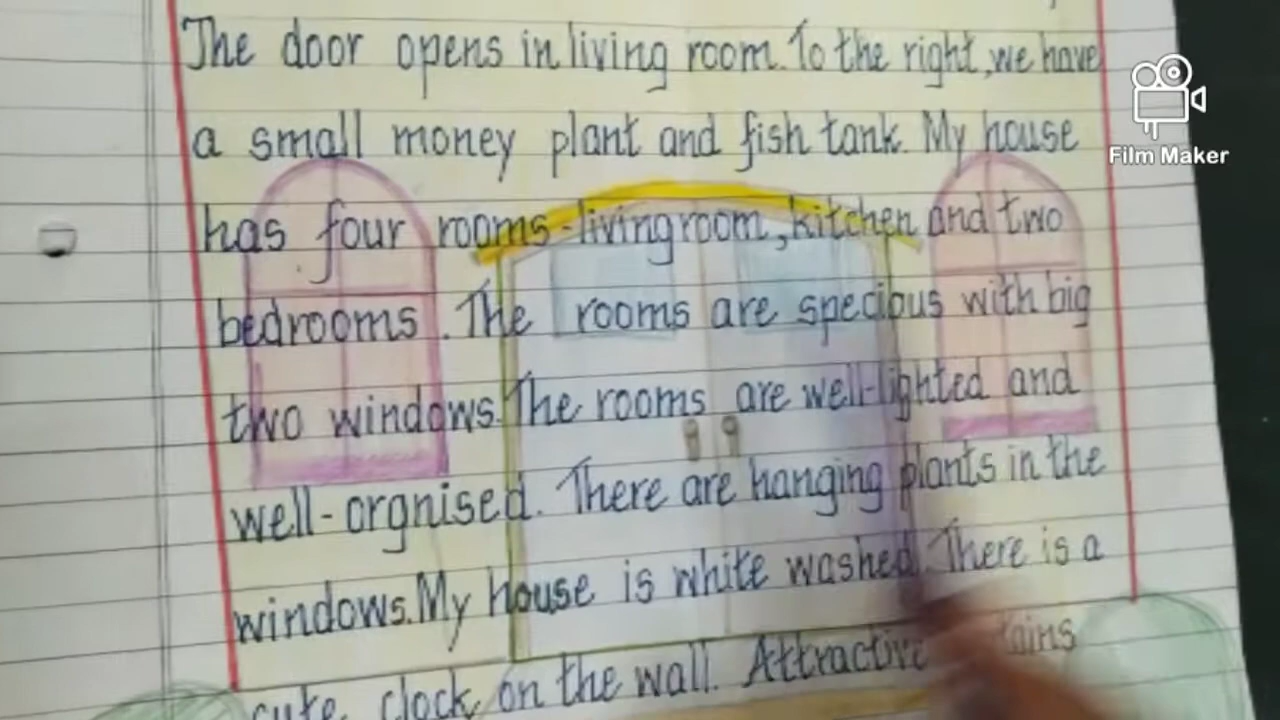 The door opens in living room. To the right, we have
a small money plant and fish tank. My house
has four rooms - living room, kitchen and two
bedrooms. The rooms are specious with big
two windows. The rooms are well-lighted and
well-orgnised. There are hanging plants in the
windows. My house is white washed. There is a
cute clock on the wall. Attractive
Film Maker